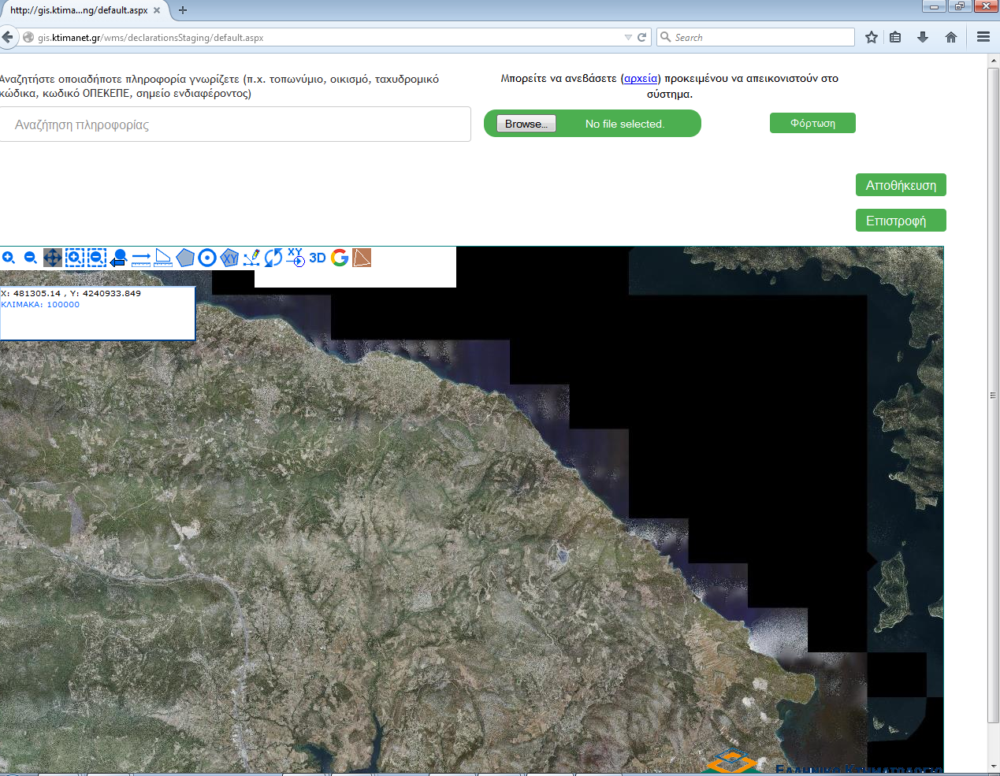 http://gis.ktima...ng/default.aspx
gis.ktimanet.gr/wms/declarationsStaging/default.aspx
Search
Αναζητήστε οποιαδήποτε πληροφορία γνωρίζετε (π.χ. τοπωνύμιο, οικισμό, ταχυδρομικό
κώδικα, κωδικό ΟΠΕΚΕΠΕ, σημείο ενδιαφέροντος)
Μπορείτε να ανεβάσετε (αρχεία) προκειμένου να απεικονιστούν στο
σύστημα.
Αναζήτηση πληροφορίας
Browse... No file selected.
Φόρτωση
Αποθήκευση
Επιστροφή
XY
XY
3D
X: 481305.14 , Y: 4240933.849
ΚΛΙΜΑΚΑ: 100000
Ελληνικό Κτηματολόγιο